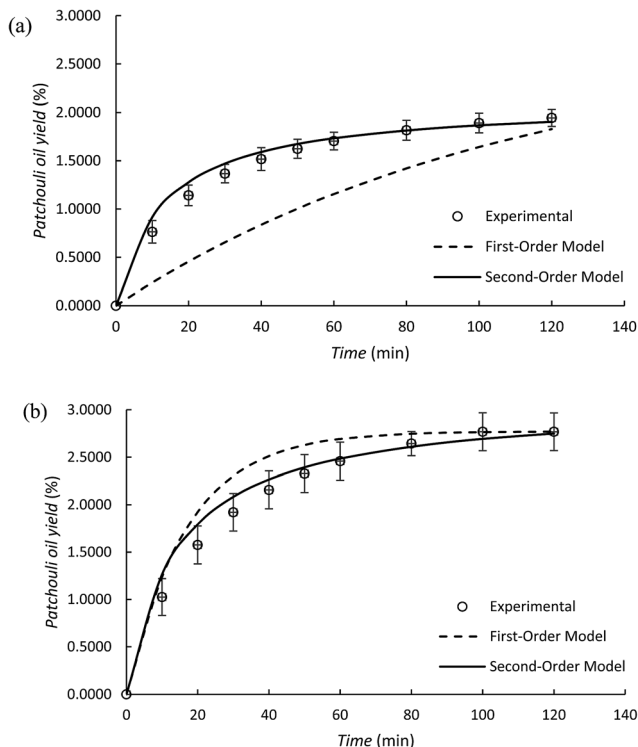 (a)
3.0000
2.5000
2.0000
1.5000
1.0000
0.5000
0.0000
Patchouli oil yield (%)
Experimental
First-Order Model
Second-Order Model
0 20 40 60 80 100 120 140
Time (min)
(b)
3.0000
2.5000
2.0000
1.5000
1.0000
0.5000
0.0000
Patchouli oil yield (%)
Experimental
First-Order Model
Second-Order Model
0 20 40 60 80 100 120 140
Time (min)